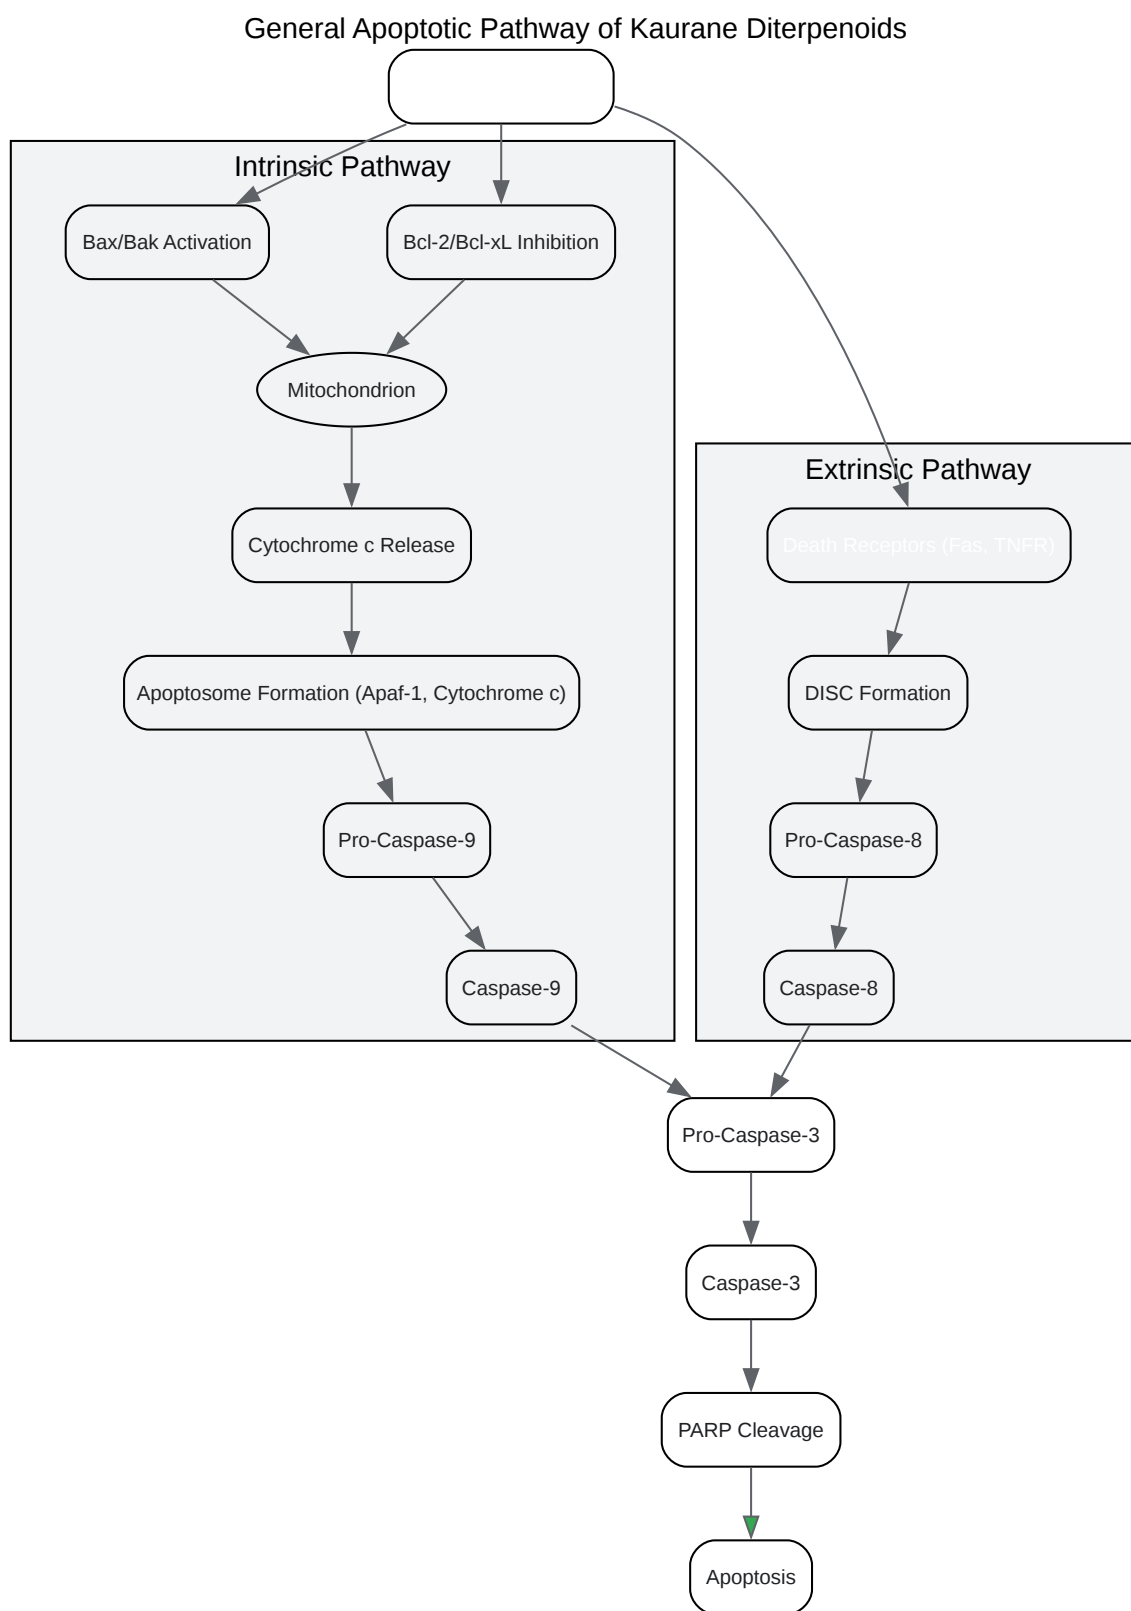 General Apoptotic Pathway of Kaurane Diterpenoids
Intrinsic Pathway
Bax/Bak Activation
Bcl-2/Bcl-xL Inhibition
Mitochondrion
Cytochrome c Release
Extrinsic Pathway
Death Receptors (Fas, TNFR)
Apoptosome Formation (Apaf-1, Cytochrome c)
DISC Formation
Pro-Caspase-9
Pro-Caspase-8
Caspase-9
Caspase-8
Pro-Caspase-3
Caspase-3
PARP Cleavage
Apoptosis